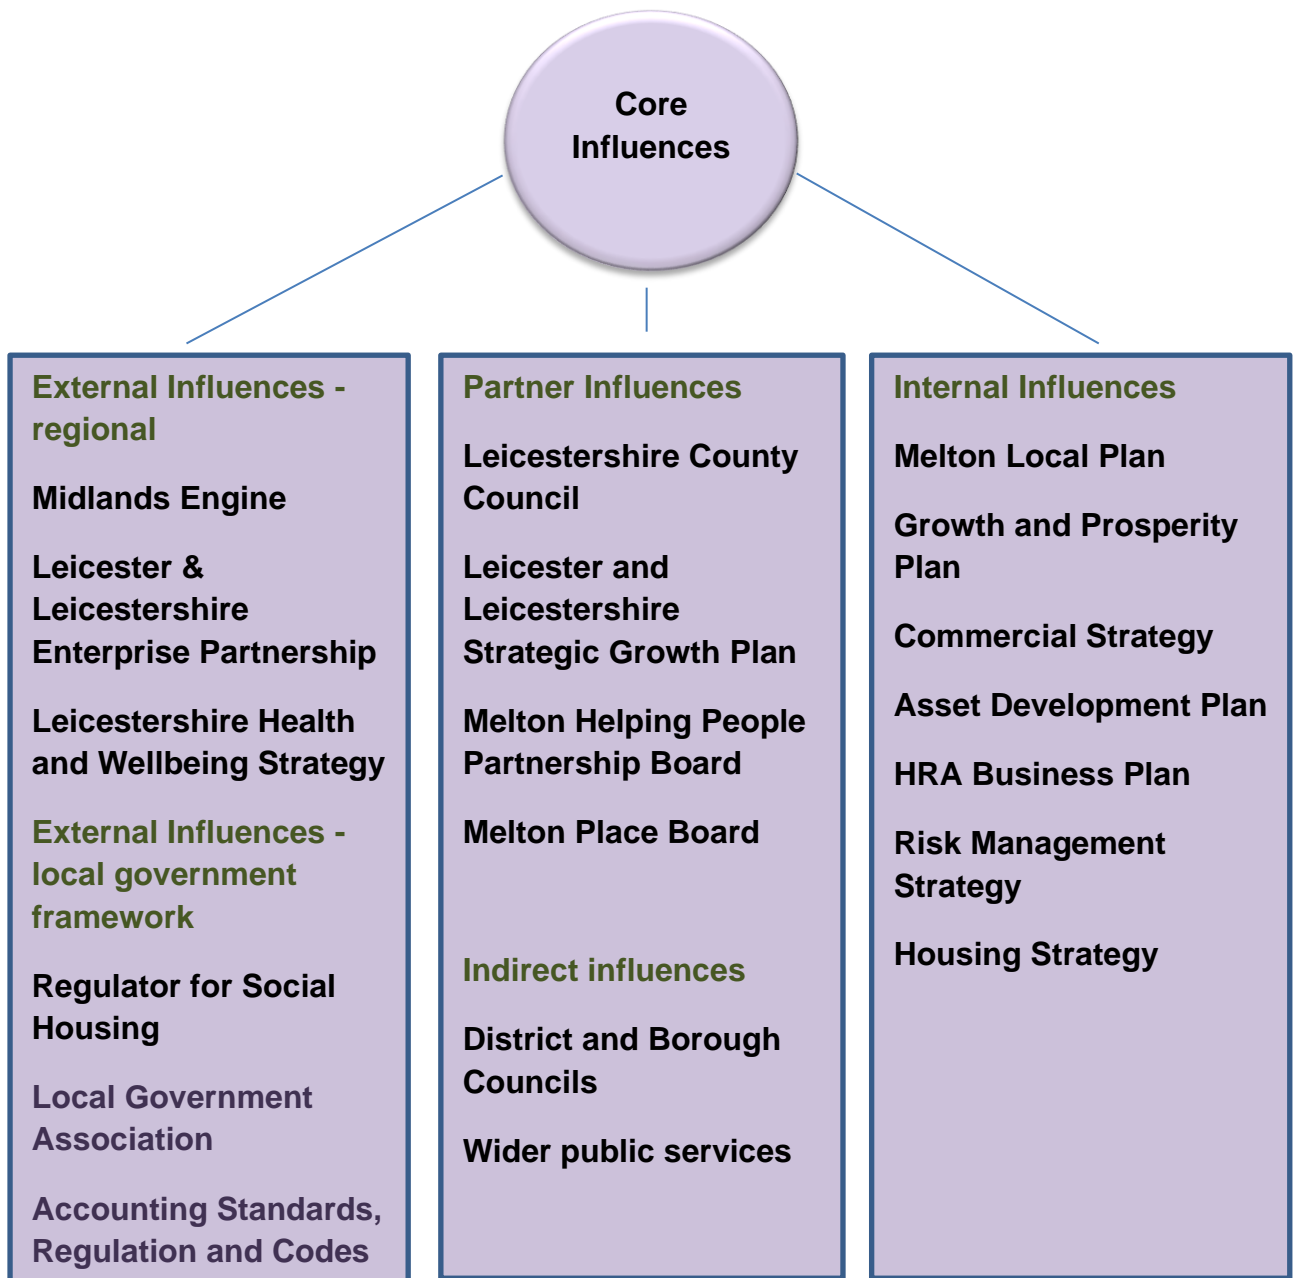 Core
Influences
External Influences -
regional
Midlands Engine
Leicester &
Leicestershire
Enterprise Partnership
Leicestershire Health
and Wellbeing Strategy
External Influences -
local government
framework
Regulator for Social
Housing
Local Government
Association
Accounting Standards,
Regulation and Codes
Partner Influences
Leicestershire County
Council
Leicester and
Leicestershire
Strategic Growth Plan
Melton Helping People
Partnership Board
Melton Place Board
Indirect influences
District and Borough
Councils
Wider public services
Internal Influences
Melton Local Plan
Growth and Prosperity
Plan
Commercial Strategy
Asset Development Plan
HRA Business Plan
Risk Management
Strategy
Housing Strategy